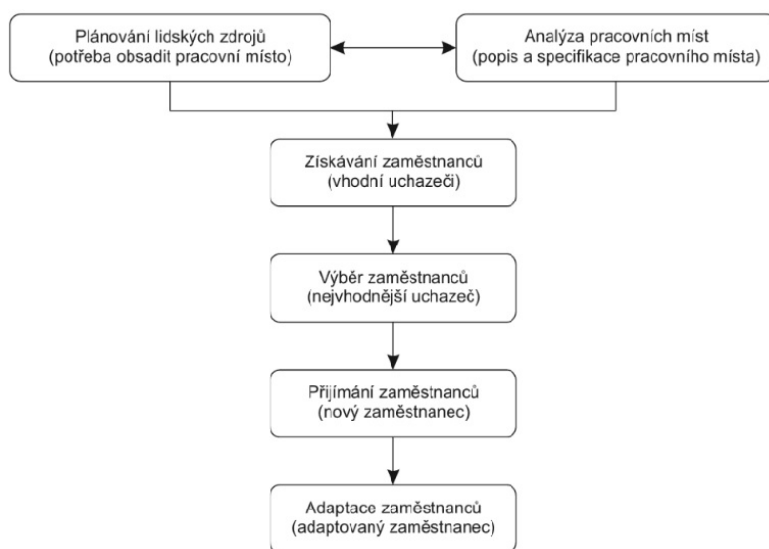 Plánování lidských zdrojů
(potřeba obsadit pracovní místo)
Analýza pracovních míst
(popis a specifikace pracovního místa)
Získávání zaměstnanců
(vhodní uchazeči)
Výběr zaměstnanců
(nejvhodnější uchazeč)
Přijímání zaměstnanců
(nový zaměstnanec)
Adaptace zaměstnanců
(adaptovaný zaměstnanec)